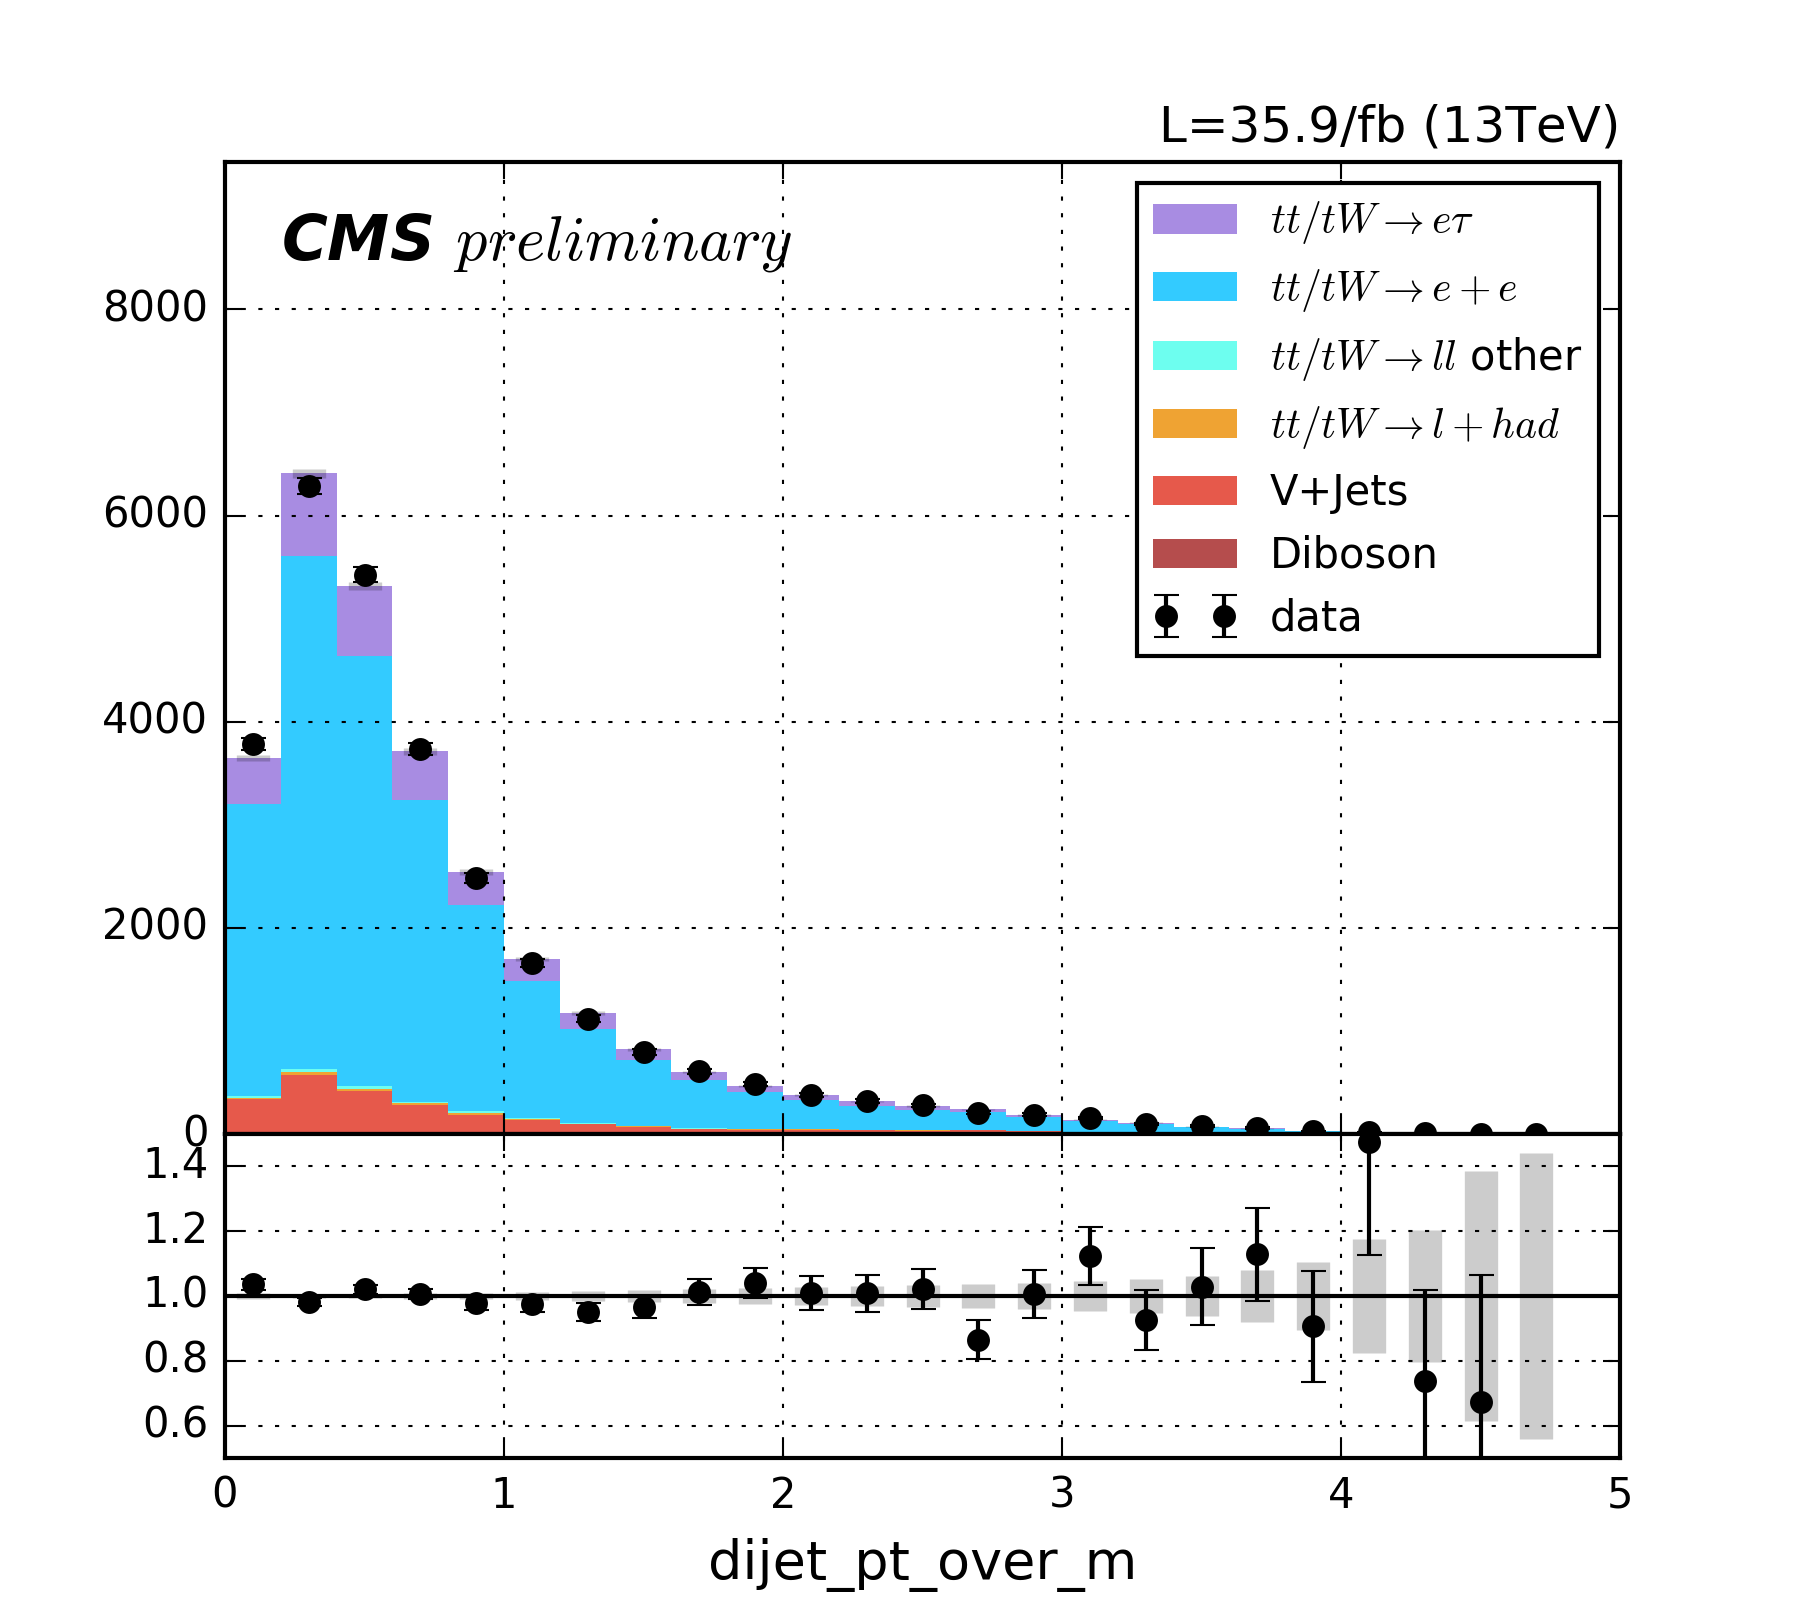 L=35.9/fb (13TeV)
CMS preliminary
tt/tW→eτ
tt/tW→e+e
tt/tW→ll other
tt/tW→l+had
V+Jets
Diboson
data
8000
6000
4000
2000
0
1.4
1.2
1.0
0.8
0.6
0 1 2 3 4 5
dijet_pt_over_m